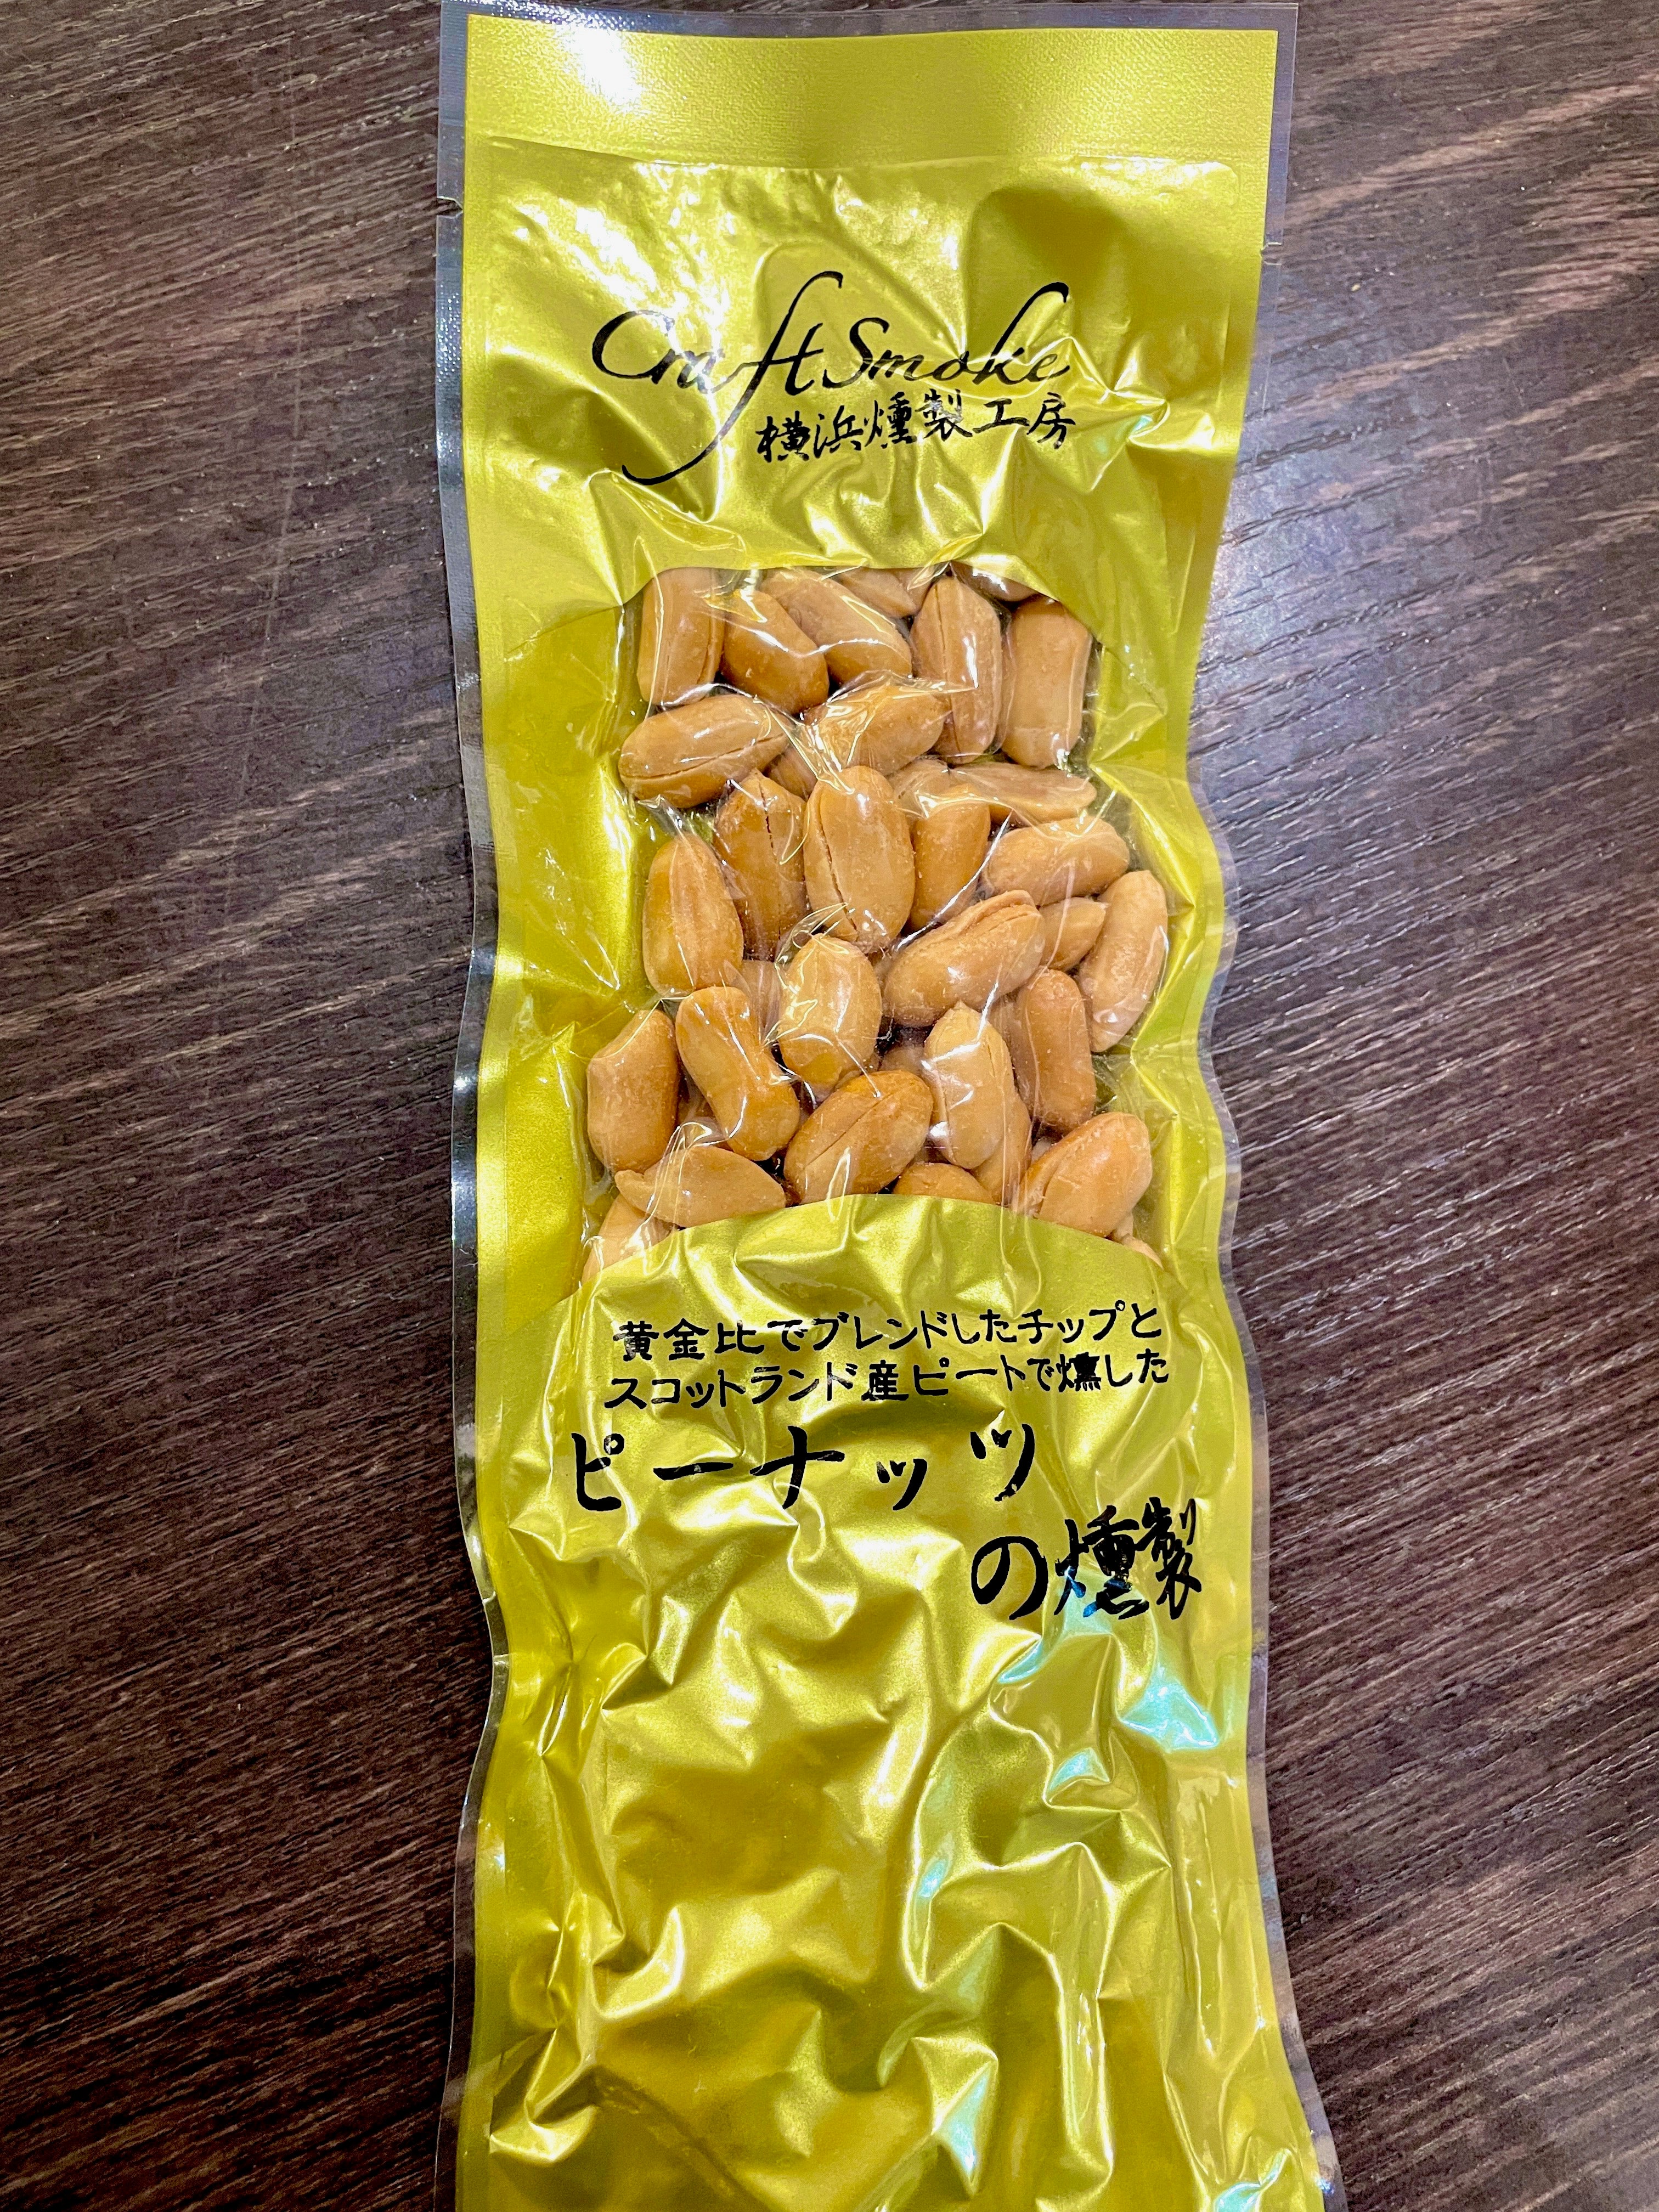 Craft Smoke
横浜燻製工房
黄金比でブレンドしたチップと
スコットランド産ピートで燻した
ピーナッツ
の燻製